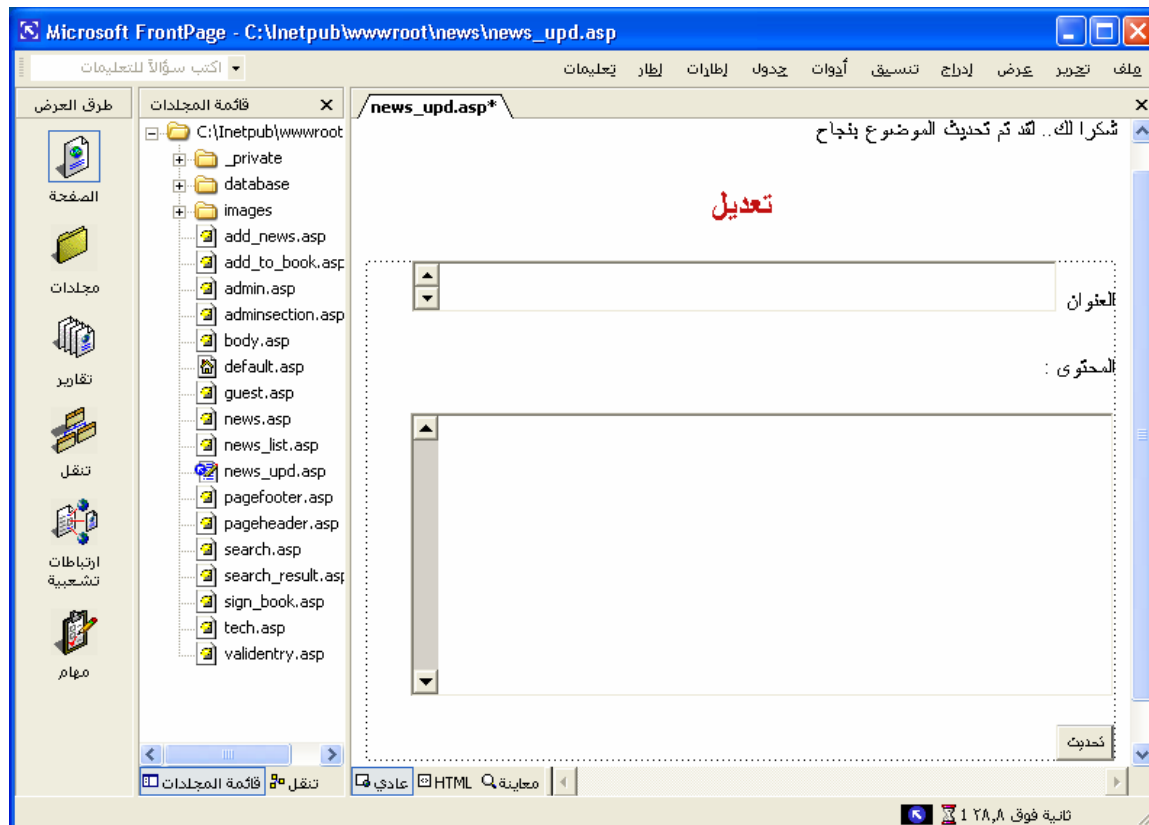 Microsoft FrontPage - C:\Inetpub\wwwroot\news\news_upd.asp
ملف تحرير عرض إدراج تنسيق أدوات جدول إطارات إطار تعليمات
اكتب سؤالاً للتعليمات
طرق العرض
الصفحة
مجلدات
تقارير
تنقل
ارتباطات
تشعبية
مهام
قائمة المجلدات
C:\Inetpub\wwwroot
_private
database
images
add_news.asp
add_to_book.asp
admin.asp
adminsection.asp
body.asp
default.asp
guest.asp
news.asp
news_list.asp
news_upd.asp
pagefooter.asp
pageheader.asp
search.asp
search_result.asp
sign_book.asp
tech.asp
validentry.asp
قائمة المجلدات تنقل
news_upd.asp*
شكرا لك.. لقد تم تحديث الموضوع بنجاح
تعديل
العنوان
المحتوى :
تحديث
عادي HTML معاينة
1 ٢٨,٨ ثانية فوق